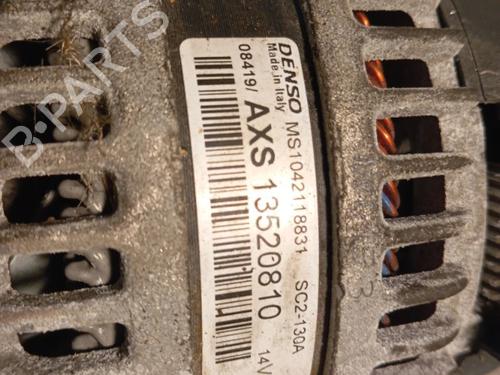 DENSO
Made in Italy
MS1042118831
SC2-130A
08419/
AXS 13520810
14V
B-PARTS